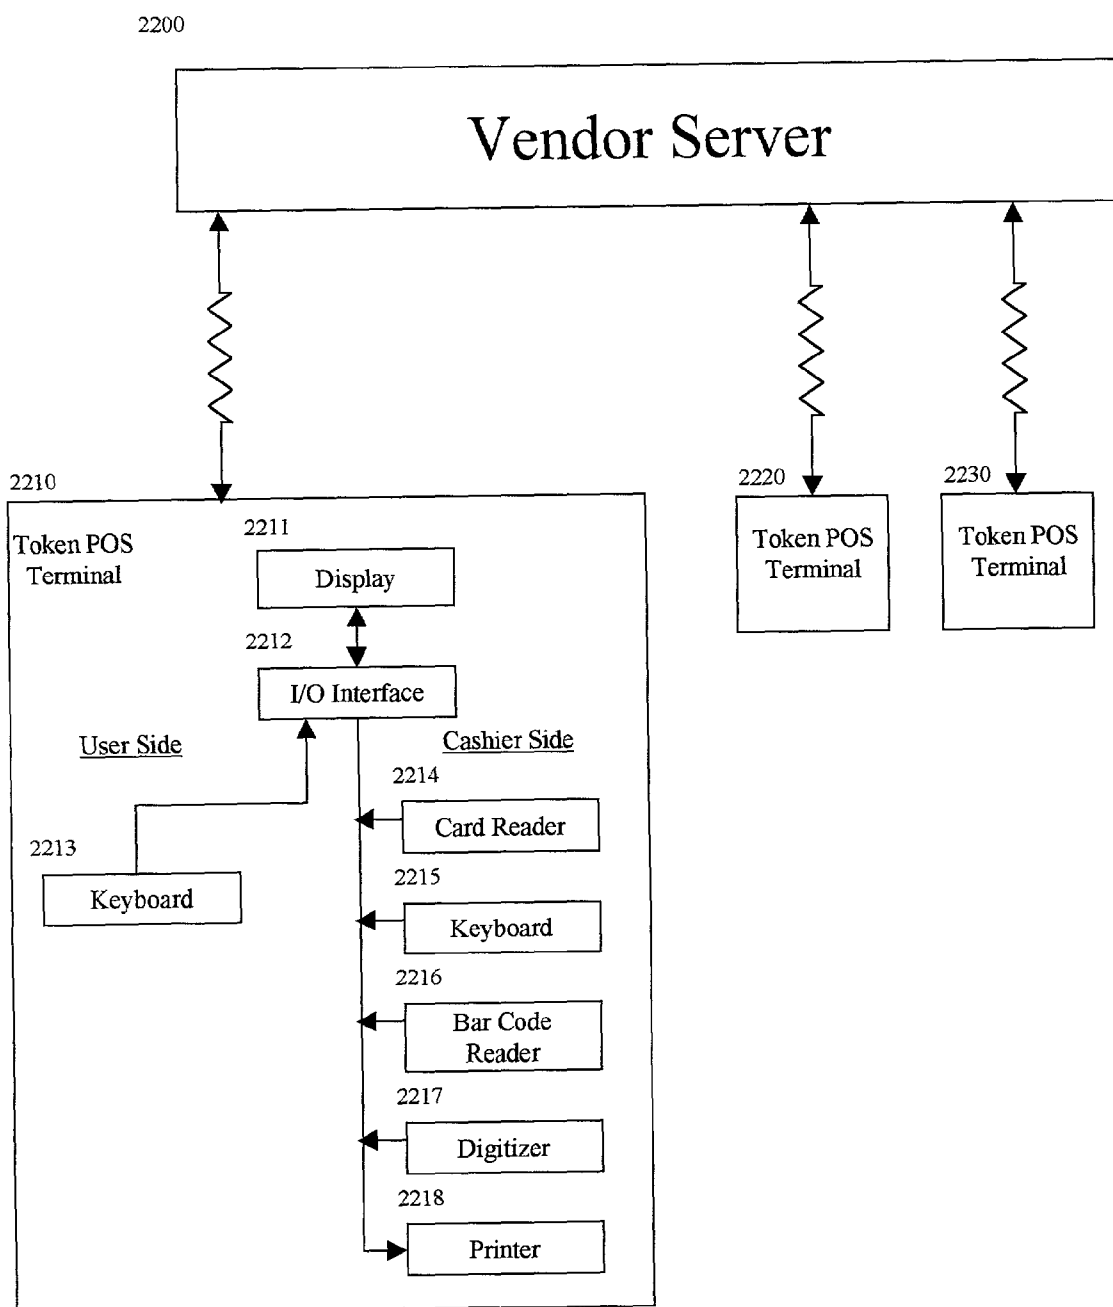 2200
Vendor Server
2210
2220
2230
Token POS
Terminal
2211
Display
Token POS
Terminal
Token POS
Terminal
2212
I/O Interface
User Side
Cashier Side
2214
Card Reader
2213
Keyboard
2215
Keyboard
2216
Bar Code
Reader
2217
Digitizer
2218
Printer